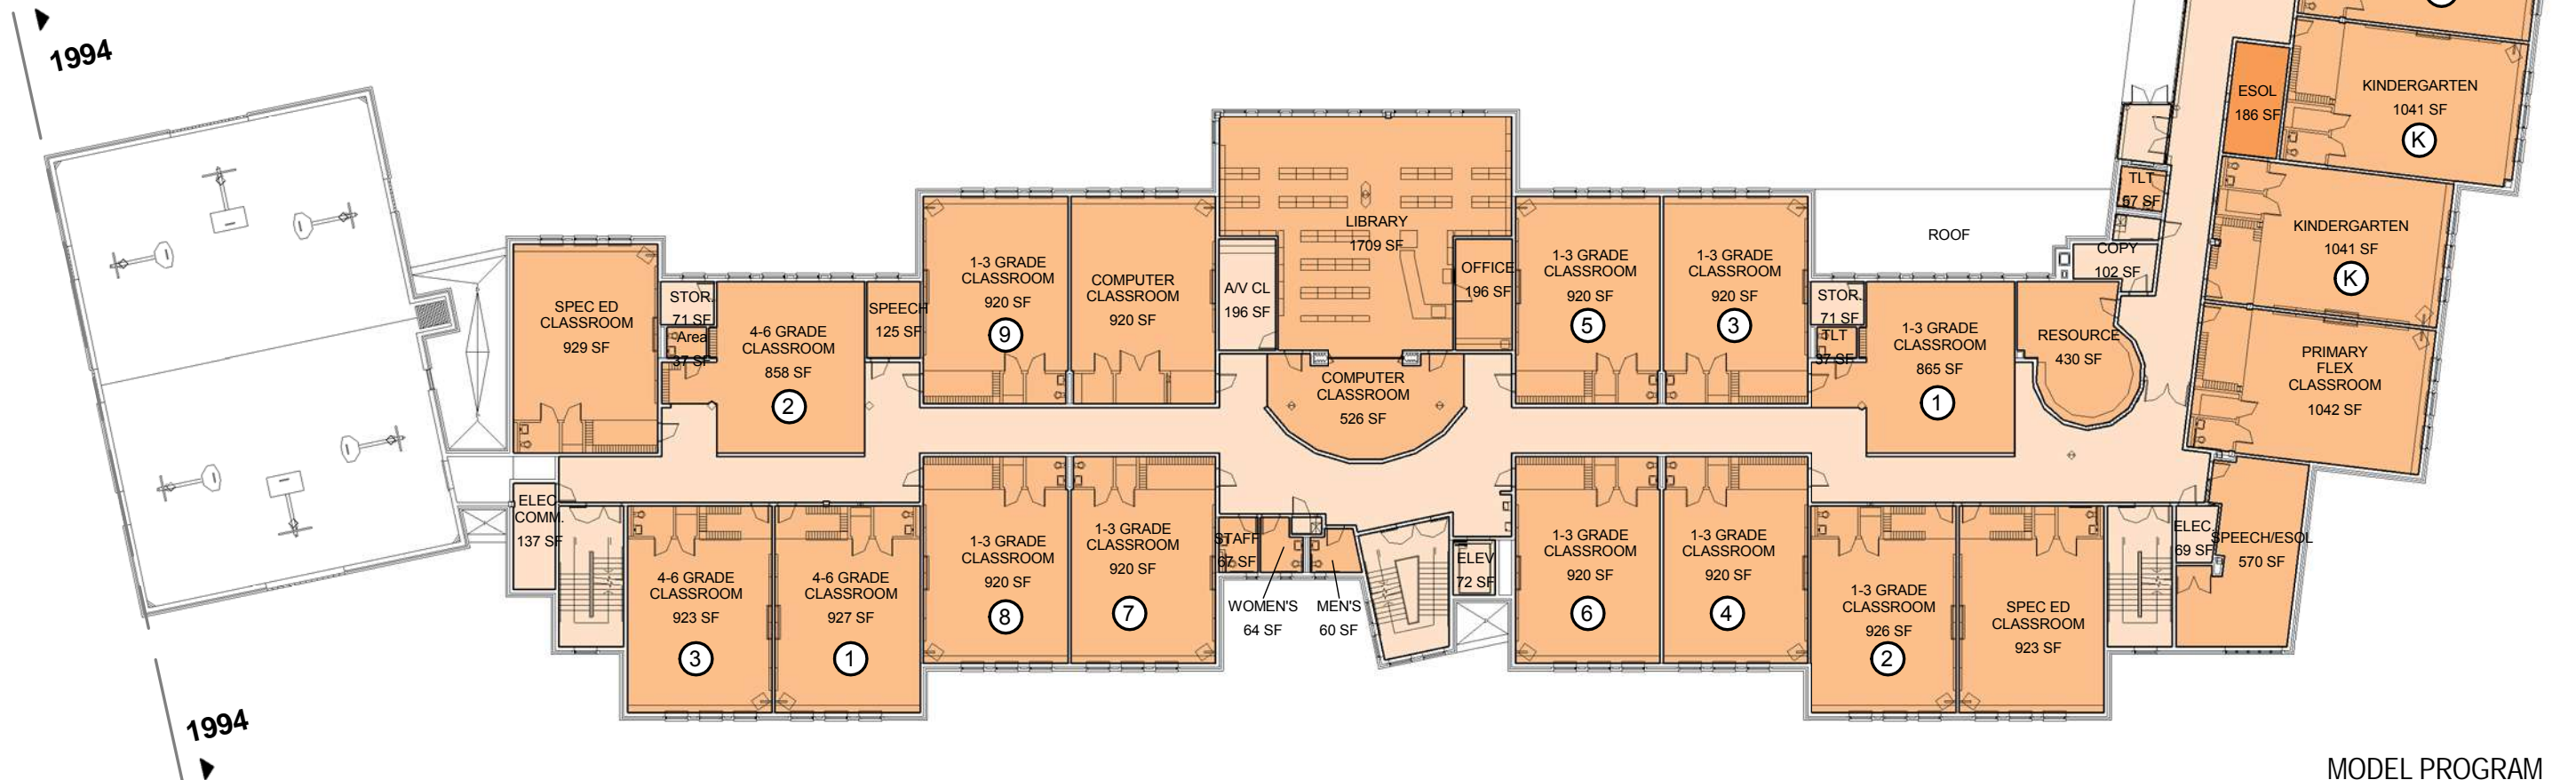 1994
KINDERGARTEN
1041 SF
K
ESOL
186 SF
KINDERGARTEN
1041 SF
K
TLT
57 SF
COPY
102 SF
PRIMARY
FLEX
CLASSROOM
1042 SF
ROOF
LIBRARY
1709 SF
OFFICE
196 SF
A/V CL
196 SF
COMPUTER
CLASSROOM
526 SF
SPEC ED
CLASSROOM
929 SF
STOR.
71 SF
Area
37 SF
4-6 GRADE
CLASSROOM
858 SF
2
SPEECH
125 SF
1-3 GRADE
CLASSROOM
920 SF
9
COMPUTER
CLASSROOM
920 SF
1-3 GRADE
CLASSROOM
920 SF
5
1-3 GRADE
CLASSROOM
920 SF
3
STOR.
71 SF
TLT
37 SF
1-3 GRADE
CLASSROOM
865 SF
1
RESOURCE
430 SF
ELEC
COMM.
137 SF
4-6 GRADE
CLASSROOM
923 SF
3
4-6 GRADE
CLASSROOM
927 SF
1
1-3 GRADE
CLASSROOM
920 SF
8
1-3 GRADE
CLASSROOM
920 SF
7
STAFF
67 SF
WOMEN'S
64 SF
MEN'S
60 SF
ELEV
72 SF
1-3 GRADE
CLASSROOM
920 SF
6
1-3 GRADE
CLASSROOM
920 SF
4
1-3 GRADE
CLASSROOM
926 SF
2
SPEC ED
CLASSROOM
923 SF
ELEC.
69 SF
SPEECH/ESOL
570 SF
1994
MODEL PROGRAM